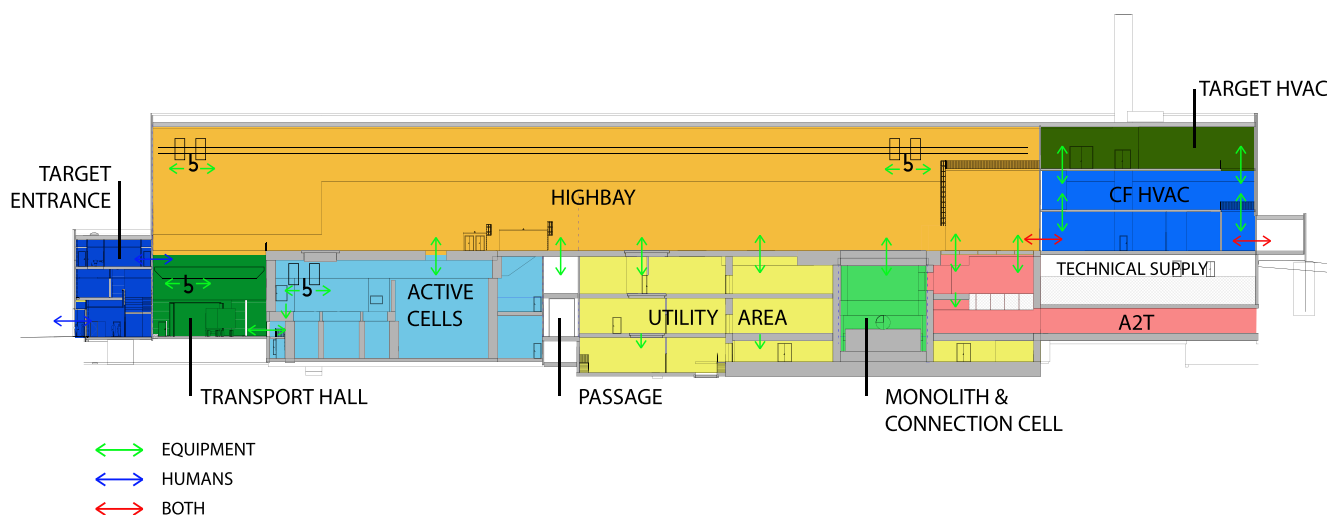 TARGET HVAC
TARGET
ENTRANCE
HIGHBAY
CF HVAC
TECHNICAL SUPPLY
ACTIVE
CELLS
UTILITY AREA
A2T
TRANSPORT HALL
PASSAGE
MONOLITH &
CONNECTION CELL
EQUIPMENT
HUMANS
BOTH